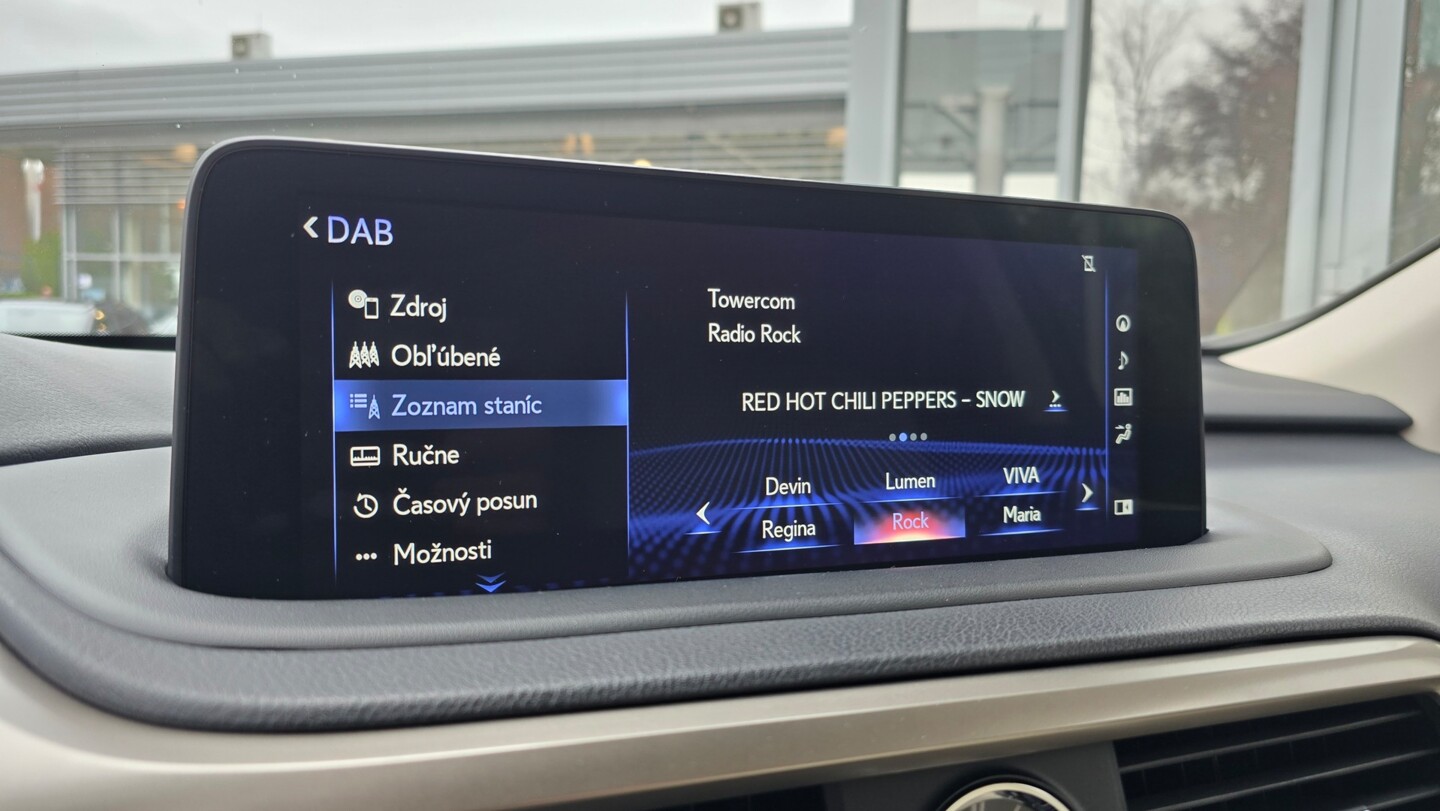 DAB
Zdroj
Obľúbené
Zoznam staníc
Ručne
Časový posun
Možnosti
Towercom
Radio Rock
RED HOT CHILI PEPPERS – SNOW
Devin Lumen VIVA
Regina Rock Maria